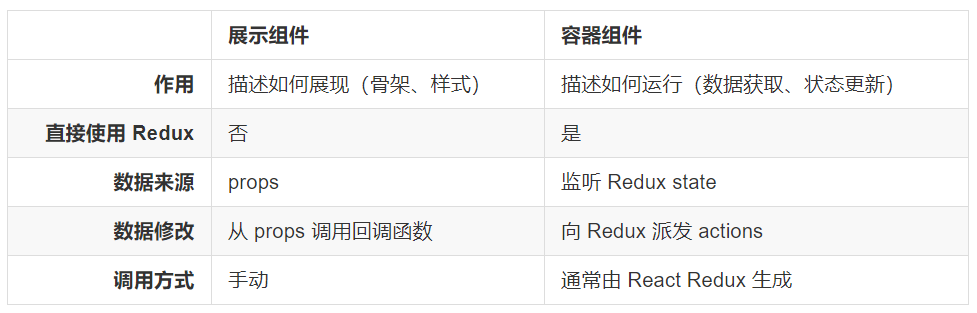 展示组件 容器组件
作用 描述如何展现（骨架、样式） 描述如何运行（数据获取、状态更新）
直接使用 Redux 否 是
数据来源 props 监听 Redux state
数据修改 从 props 调用回调函数 向 Redux 派发 actions
调用方式 手动 通常由 React Redux 生成